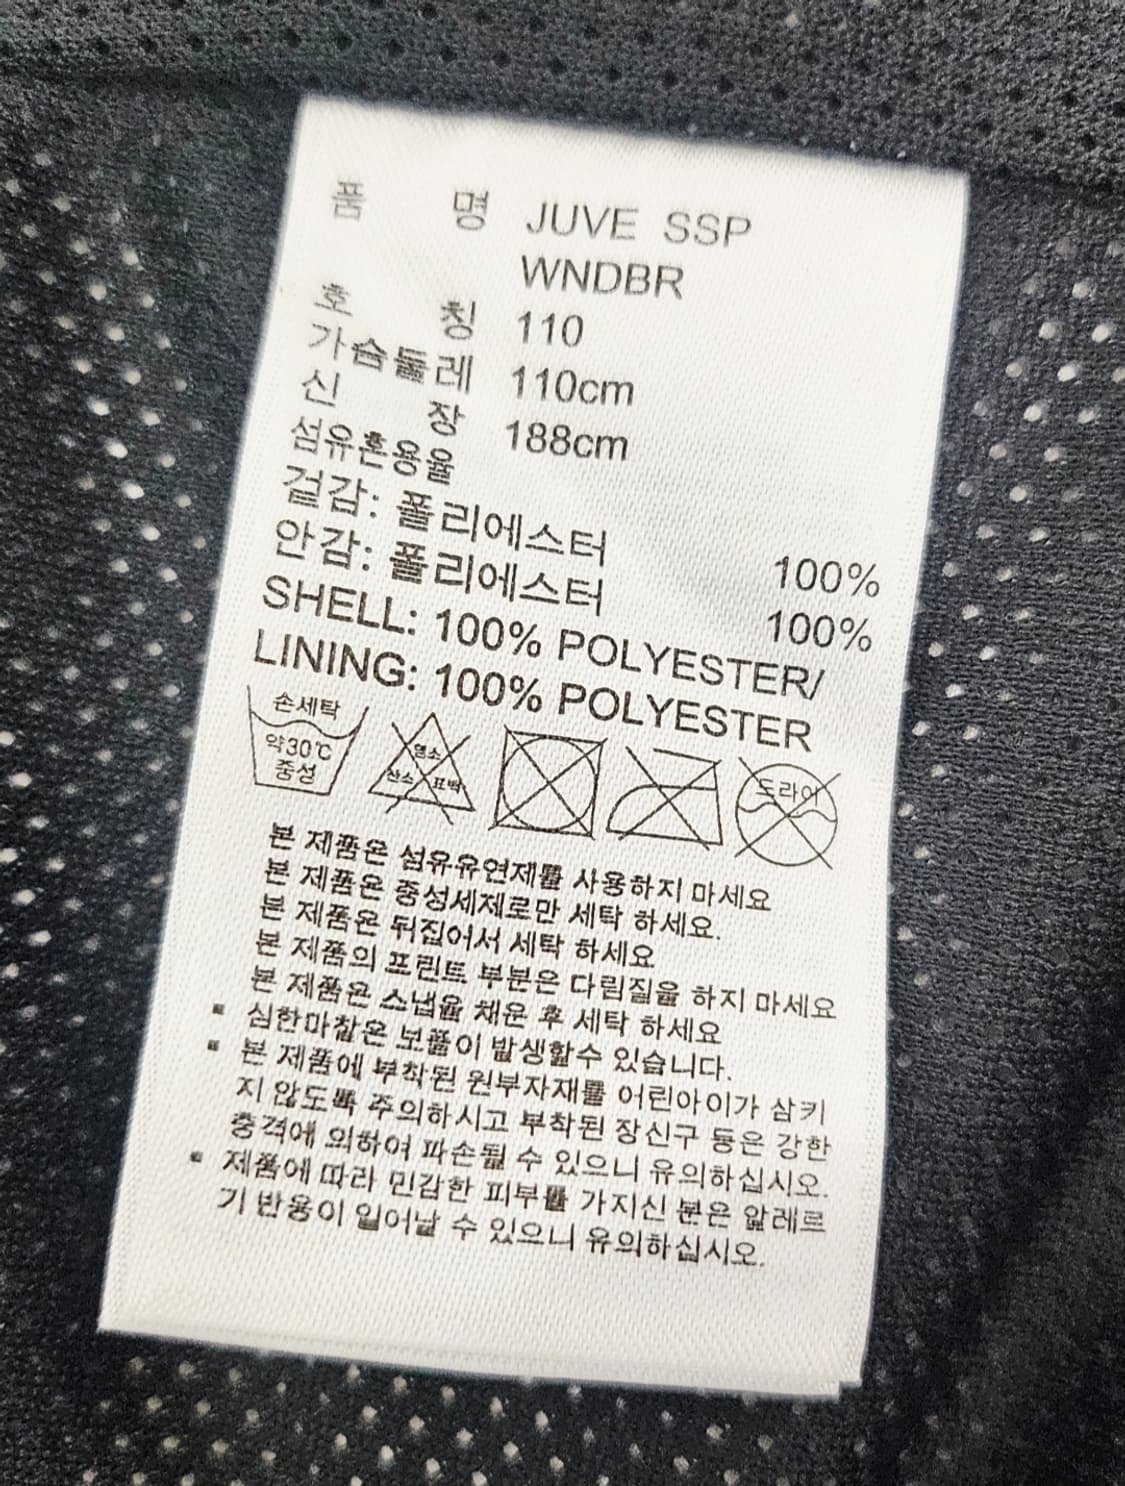 품 명 JUVE SSP
WNDBR
호 칭 110
가슴둘레 110cm
신 장 188cm
섬유혼용율
겉감: 폴리에스터 100%
안감: 폴리에스터 100%
SHELL: 100% POLYESTER/
LINING: 100% POLYESTER
손세탁
약30℃
중성
염소
산소 표백
드라이
본 제품은 섬유유연제를 사용하지 마세요
본 제품은 중성세제로만 세탁 하세요.
본 제품은 뒤집어서 세탁 하세요
본 제품의 프린트 부분은 다림질을 하지 마세요
본 제품은 스냅을 채운 후 세탁 하세요
심한마찰은 보풀이 발생할수 있습니다.
본 제품에 부착된 원부자재를 어린아이가 삼키
지 않도록 주의하시고 부착된 장신구 등은 강한
충격에 의하여 파손될 수 있으니 유의하십시오.
제품에 따라 민감한 피부를 가지신 분은 알레르
기 반응이 일어날 수 있으니 유의하십시오.